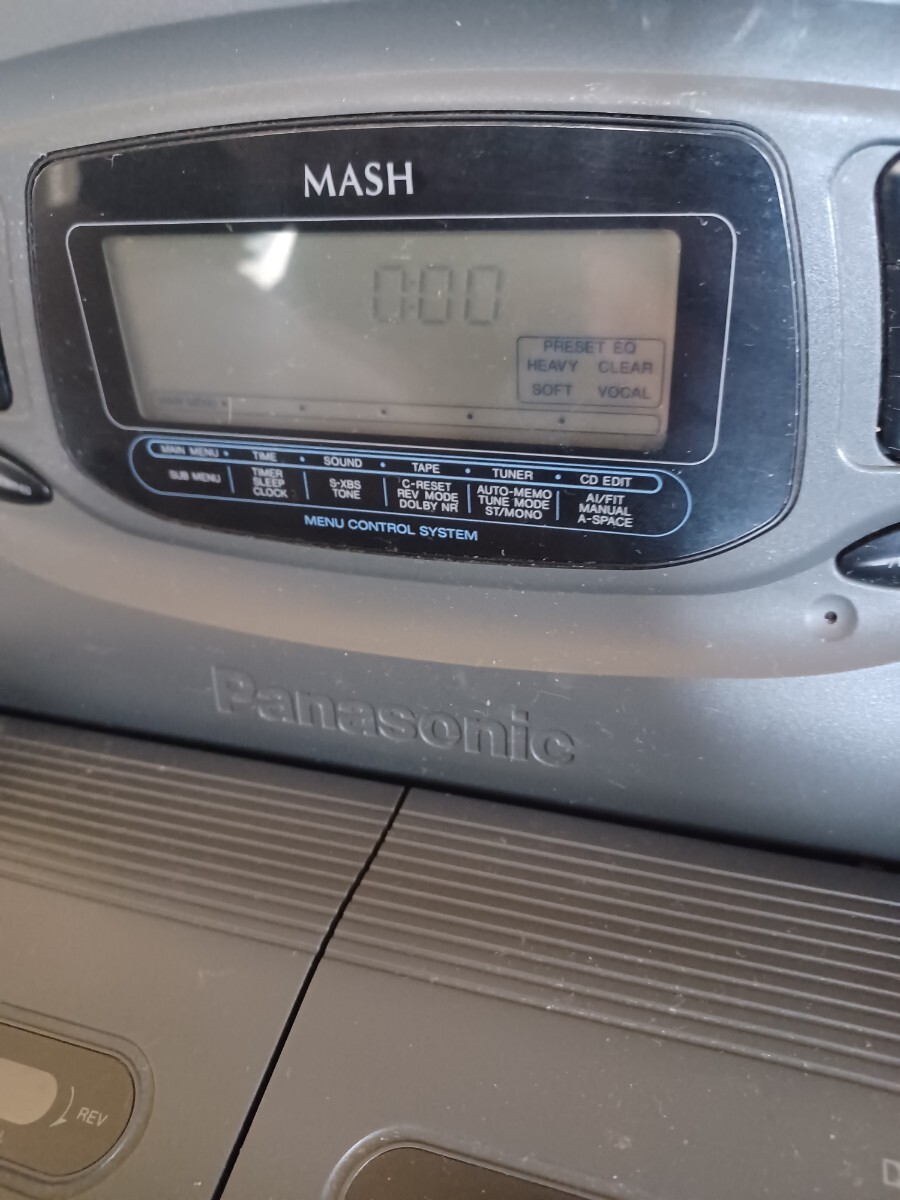 MASH
0:00
PRESET EQ
HEAVY CLEAR
SOFT VOCAL
MAIN MENU • TIME • SOUND • TAPE • TUNER • CD EDIT
SUB MENU
TIMER
SLEEP
CLOCK
S-XBS
TONE
C-RESET
REV MODE
DOLBY NR
AUTO-MEMO
TUNE MODE
ST/MONO
AI/FIT
MANUAL
A-SPACE
MENU CONTROL SYSTEM
Panasonic
REV
D